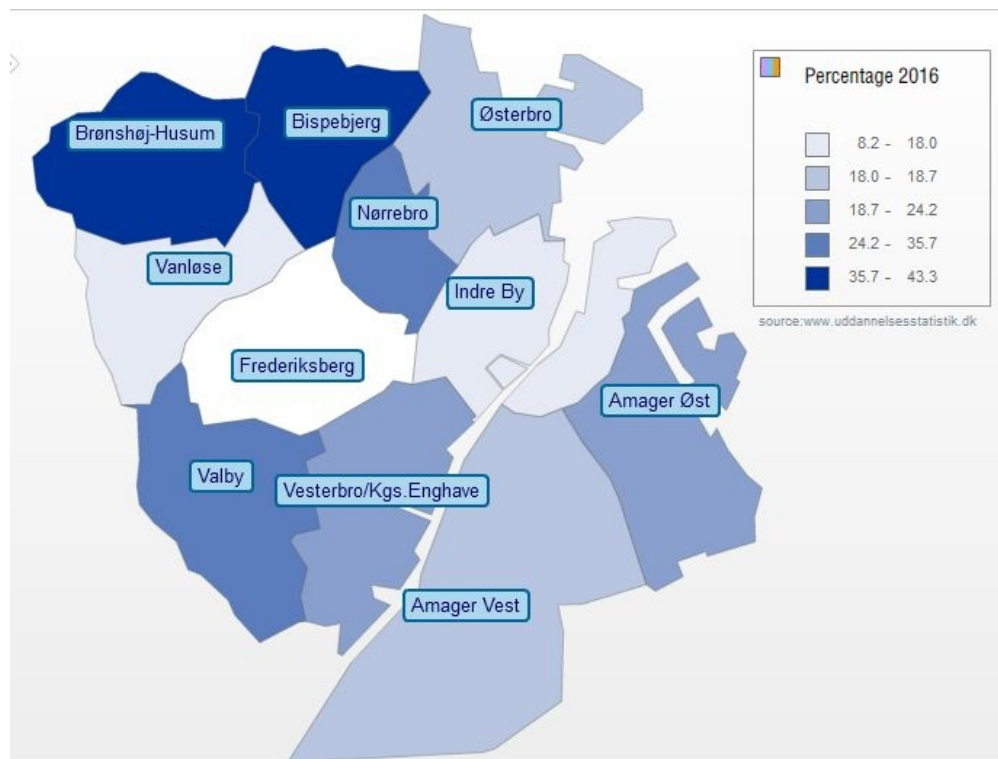 Brønshøj-Husum
Bispebjerg
Østerbro
Nørrebro
Vanløse
Indre By
Frederiksberg
Amager Øst
Valby
Vesterbro/Kgs.Enghave
Amager Vest
Percentage 2016
8.2 - 18.0
18.0 - 18.7
18.7 - 24.2
24.2 - 35.7
35.7 - 43.3
source:www.uddannelsesstatistik.dk